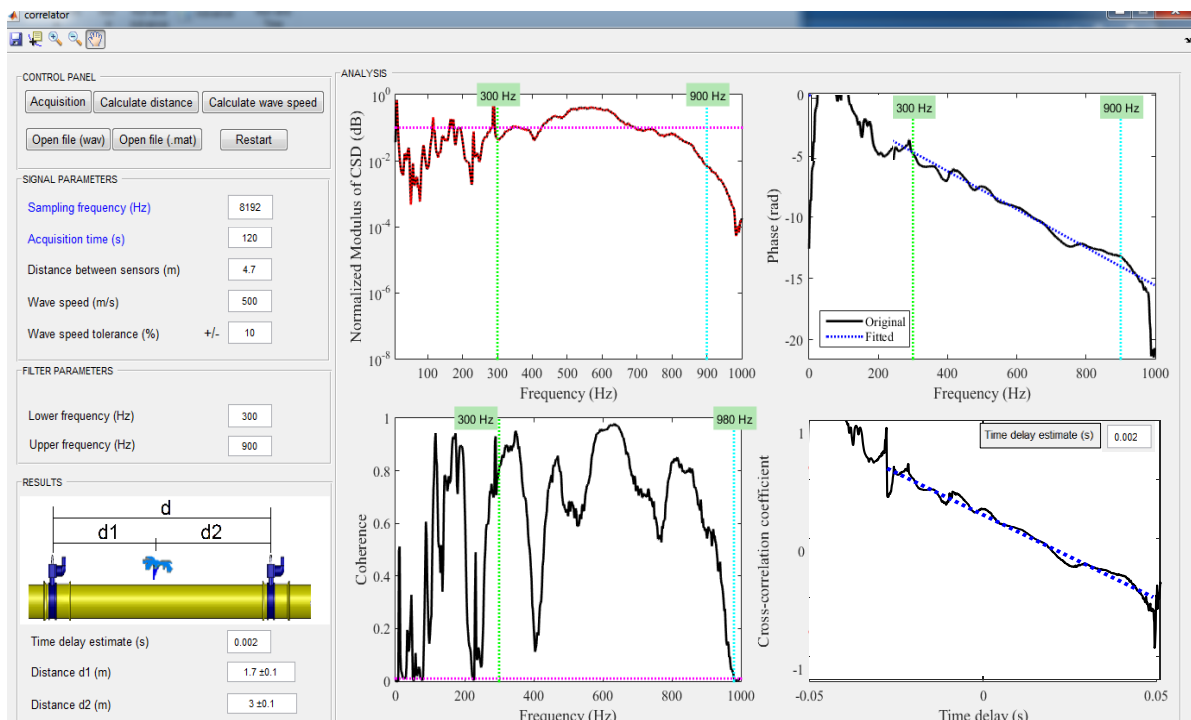 correlator
CONTROL PANEL
Acquisition Calculate distance Calculate wave speed
Open file (wav) Open file (.mat) Restart
SIGNAL PARAMETERS
Sampling frequency (Hz) 8192
Acquisition time (s) 120
Distance between sensors (m) 4.7
Wave speed (m/s) 500
Wave speed tolerance (%) +/- 10
FILTER PARAMETERS
Lower frequency (Hz) 300
Upper frequency (Hz) 900
RESULTS
d
d1 d2
Time delay estimate (s) 0.002
Distance d1 (m) 1.7 ±0.1
Distance d2 (m) 3 ±0.1
ANALYSIS
300 Hz 900 Hz
Normalized Modulus of CSD (dB)
10^0
10^-2
10^-4
10^-6
10^-8
100 200 300 400 500 600 700 800 900 1000
Frequency (Hz)
300 Hz 900 Hz
Phase (rad)
0
-5
-10
-15
-20
Original
Fitted
0 200 400 600 800 1000
Frequency (Hz)
300 Hz 980 Hz
Coherence
1
0.8
0.6
0.4
0.2
0
0 200 400 600 800 1000
Frequency (Hz)
Time delay estimate (s) 0.002
Cross-correlation coefficient
1
0
-1
-0.05 0 0.05
Time delay (s)